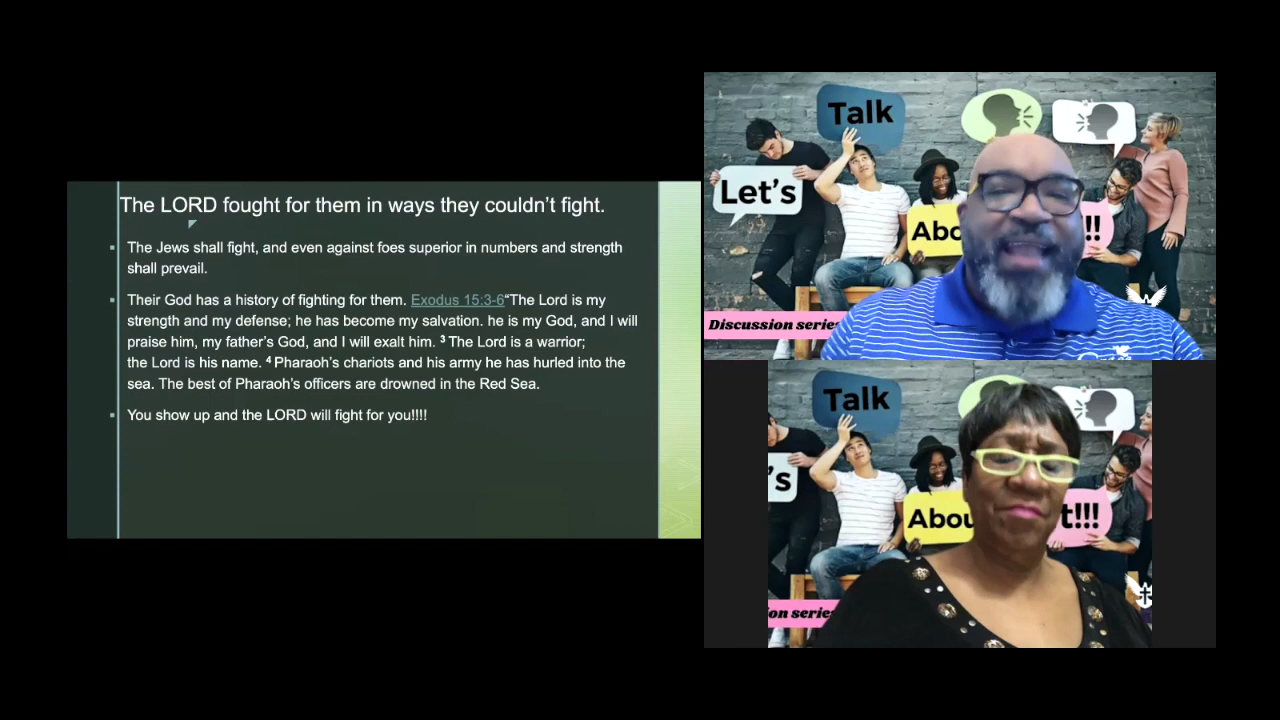 The LORD fought for them in ways they couldn’t fight.
The Jews shall fight, and even against foes superior in numbers and strength
shall prevail.
Their God has a history of fighting for them. Exodus 15:3-6“The Lord is my
strength and my defense; he has become my salvation. he is my God, and I will
praise him, my father’s God, and I will exalt him. ³ The Lord is a warrior;
the Lord is his name. ⁴ Pharaoh’s chariots and his army he has hurled into the
sea. The best of Pharaoh’s officers are drowned in the Red Sea.
You show up and the LORD will fight for you!!!!
Talk
Let’s
Abo
!!
Discussion serie
Talk
’s
Abou
t!!!
on serie